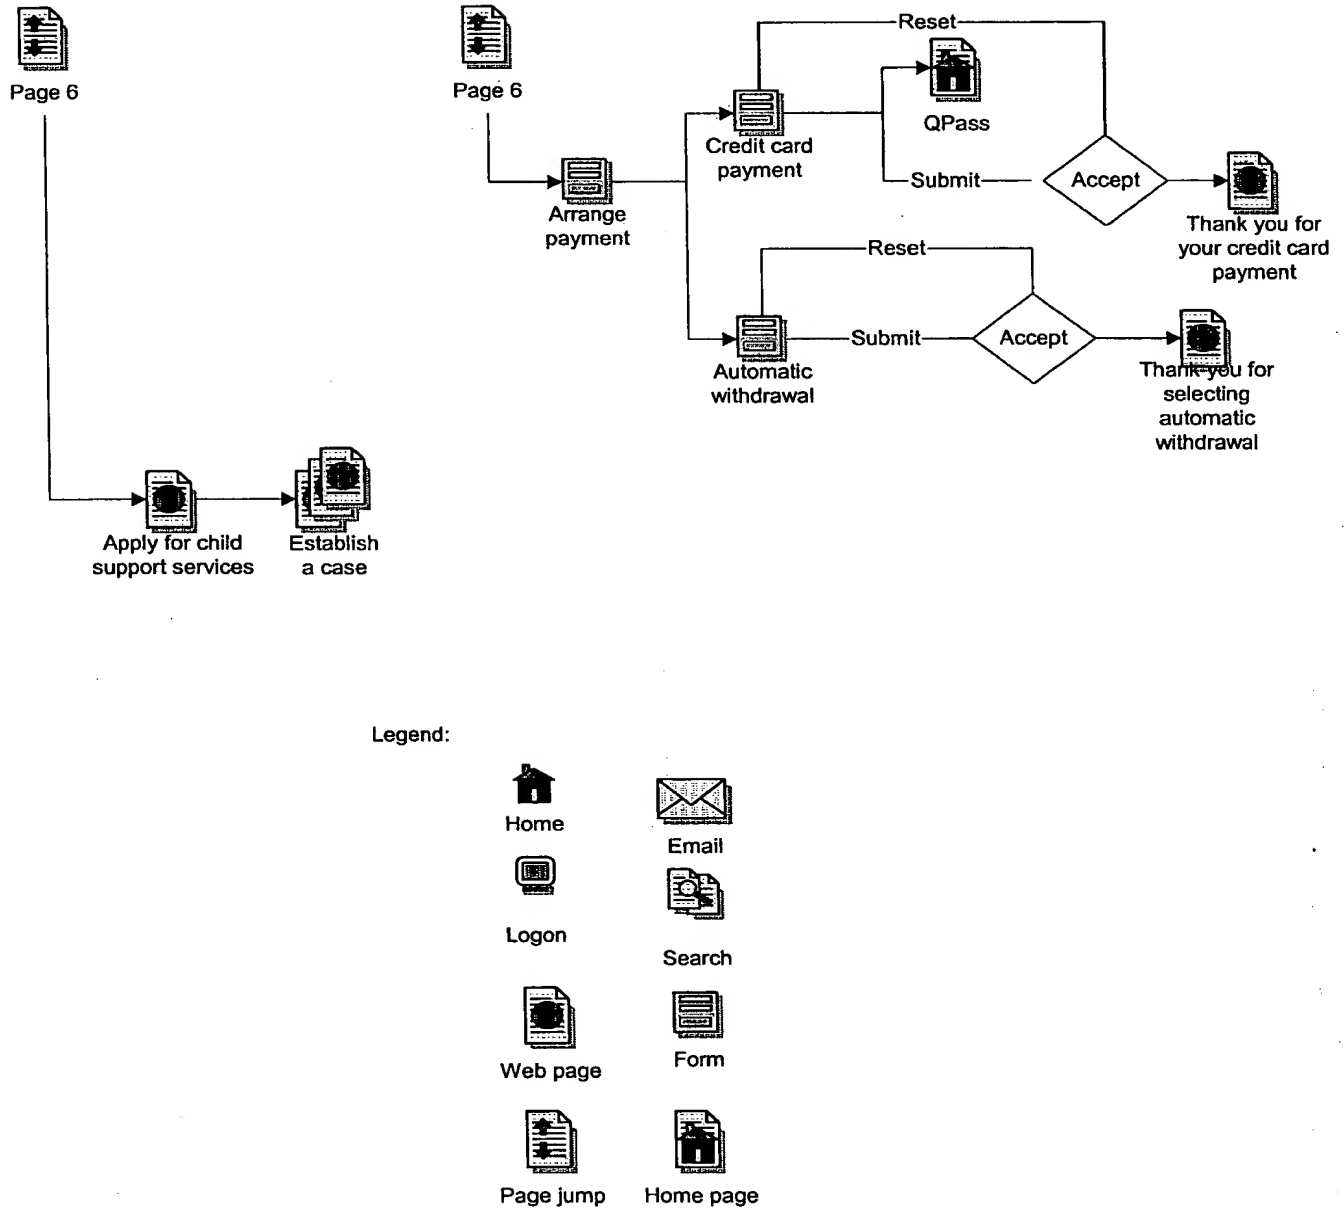 Page 6
Page 6
Reset
QPass
Credit card
payment
Submit
Accept
Arrange
payment
Thank you for
your credit card
payment
Reset
Submit
Accept
Automatic
withdrawal
Thank you for
selecting
automatic
withdrawal
Apply for child
support services
Establish
a case
Legend:
Home
Email
Logon
Search
Web page
Form
Page jump
Home page